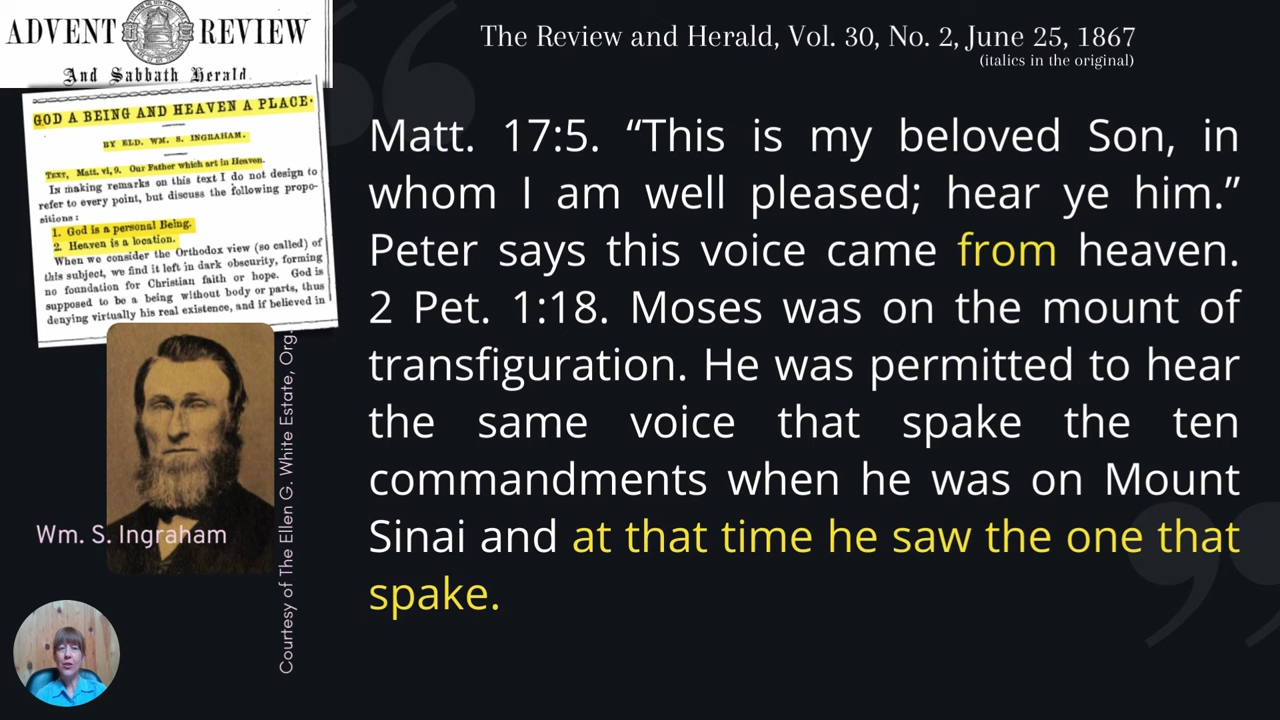 ADVENT REVIEW
And Sabbath Herald.
GOD A BEING AND HEAVEN A PLACE.
BY ELD. WM. S. INGRAHAM.
TEXT, Matt. vi, 9. Our Father which art in Heaven.
IN making remarks on this text I do not design to
refer to every point, but discuss the following propo-
sitions :
1. God is a personal Being.
2. Heaven is a location.
When we consider the Orthodox view (so called) of
this subject, we find it left in dark obscurity, forming
no foundation for Christian faith or hope. God is
supposed to be a being without body or parts, thus
denying virtually his real existence, and if believed in
Wm. S. Ingraham
Courtesy of The Ellen G. White Estate, Org.
The Review and Herald, Vol. 30, No. 2, June 25, 1867
(italics in the original)
Matt. 17:5. “This is my beloved Son, in
whom I am well pleased; hear ye him.”
Peter says this voice came from heaven.
2 Pet. 1:18. Moses was on the mount of
transfiguration. He was permitted to hear
the same voice that spake the ten
commandments when he was on Mount
Sinai and at that time he saw the one that
spake.